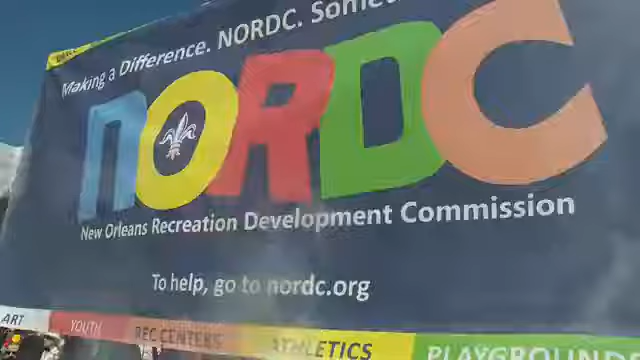 Making a Difference. NORDC.
NORDC
New Orleans Recreation Development Commission
To help, go to nordc.org
ART YOUTH REC CENTERS ATHLETICS PLAYGROUND